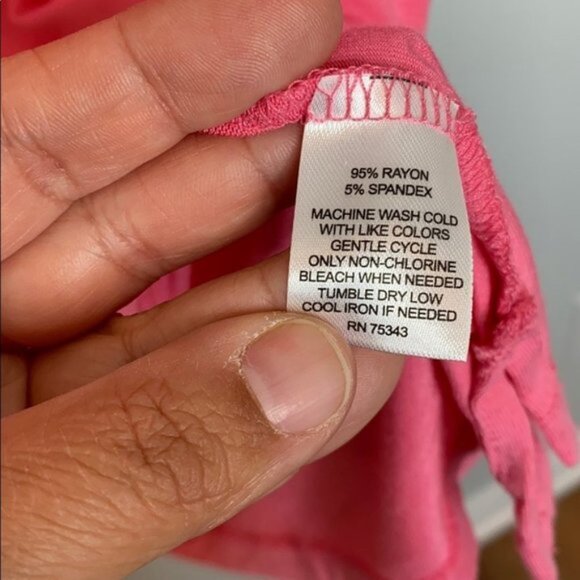 95% RAYON
5% SPANDEX
MACHINE WASH COLD
WITH LIKE COLORS
GENTLE CYCLE
ONLY NON-CHLORINE
BLEACH WHEN NEEDED
TUMBLE DRY LOW
COOL IRON IF NEEDED
RN 75343